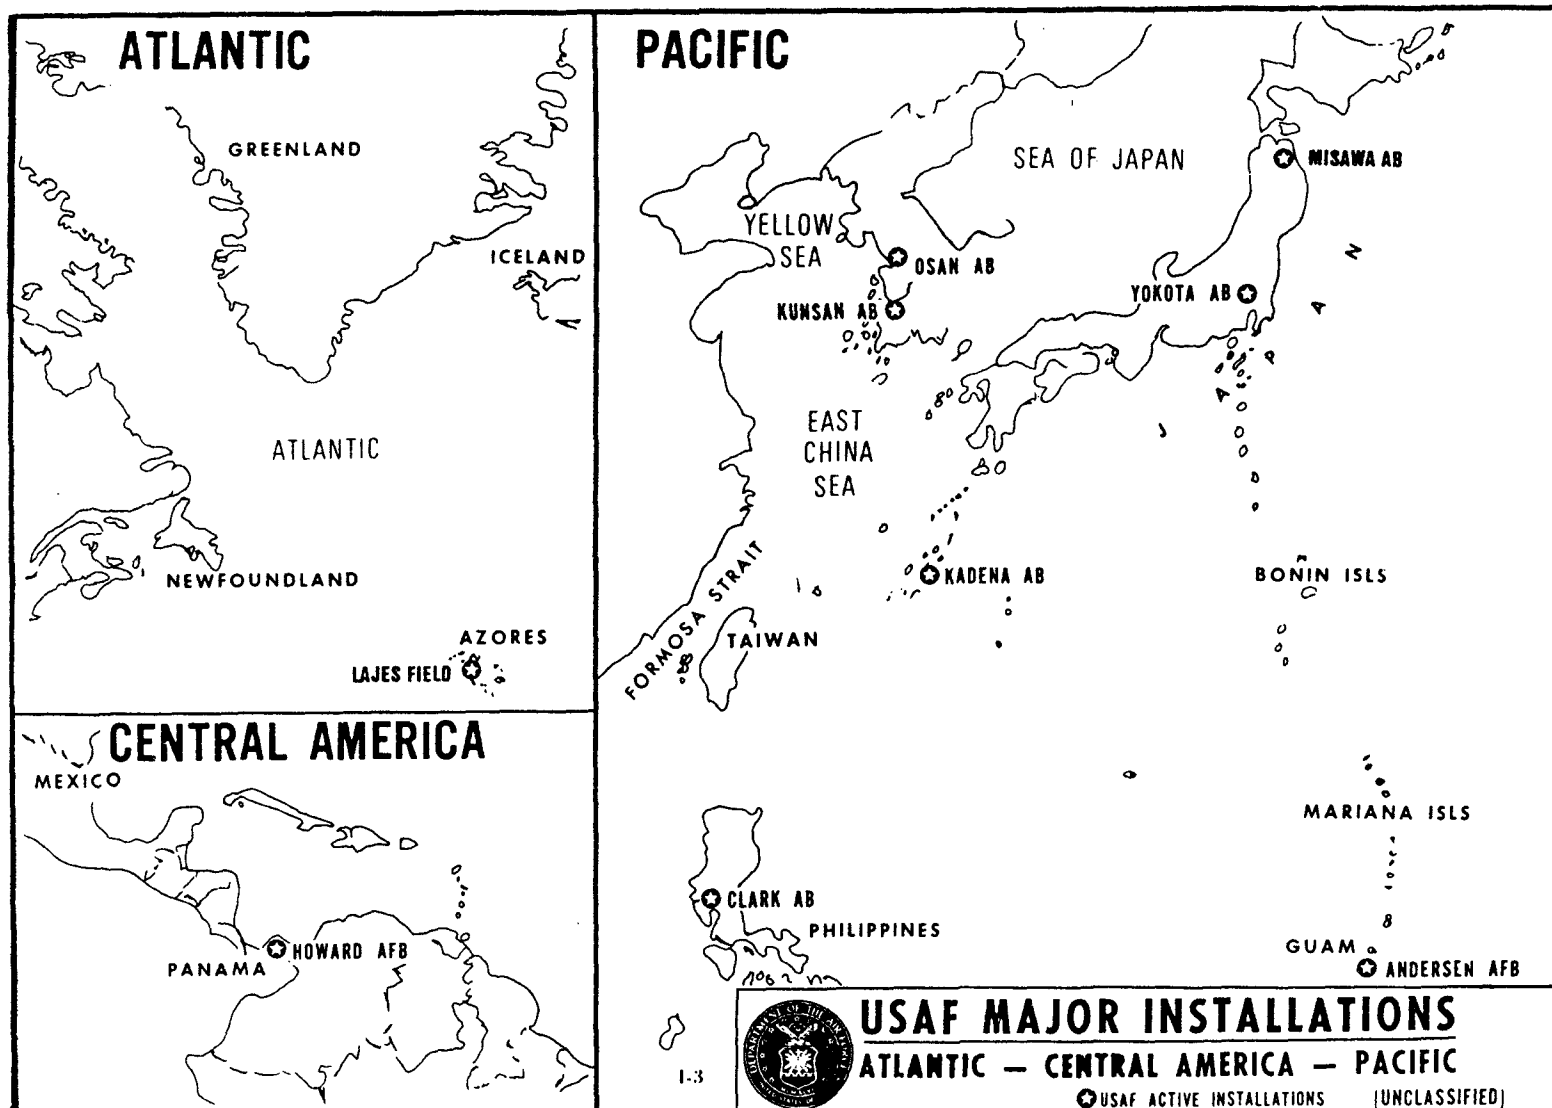 ATLANTIC
GREENLAND
ICELAND
ATLANTIC
NEWFOUNDLAND
AZORES
LAJES FIELD
CENTRAL AMERICA
MEXICO
HOWARD AFB
PANAMA
PACIFIC
SEA OF JAPAN
MISAWA AB
YELLOW
SEA
OSAN AB
KUNSAN AB
YOKOTA AB
JAPAN
EAST
CHINA
SEA
KADENA AB
BONIN ISLS
FORMOSA STRAIT
TAIWAN
MARIANA ISLS
CLARK AB
PHILIPPINES
GUAM
ANDERSEN AFB
1-3
USAF MAJOR INSTALLATIONS
ATLANTIC — CENTRAL AMERICA — PACIFIC
USAF ACTIVE INSTALLATIONS (UNCLASSIFIED)